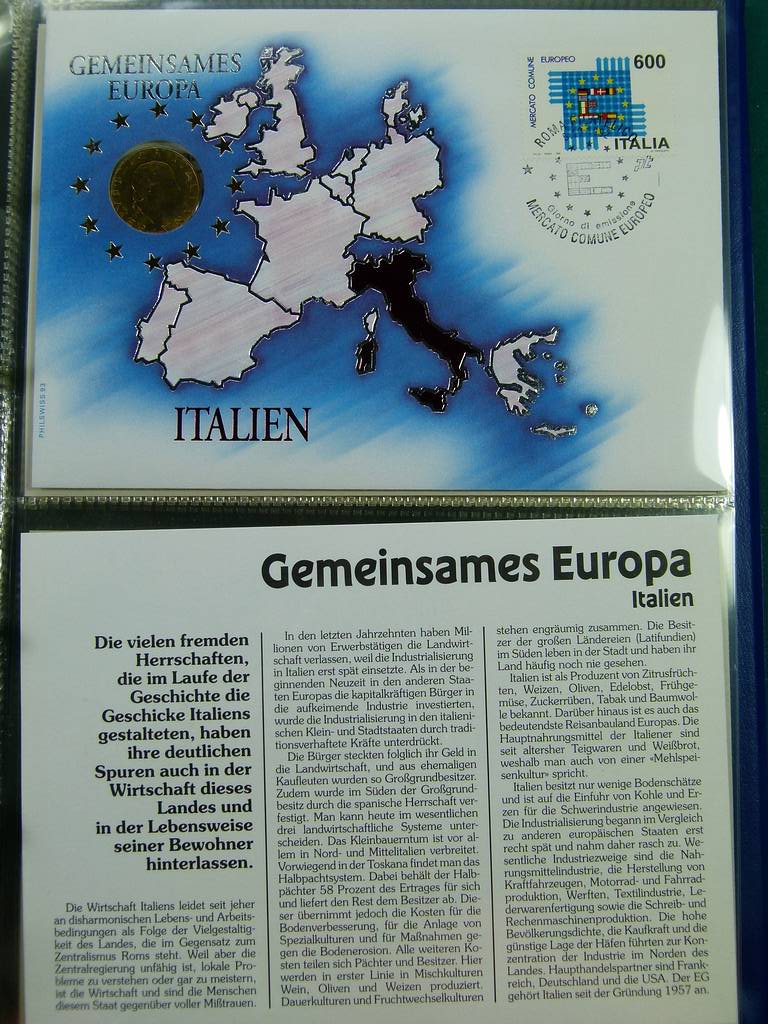 GEMEINSAMES
EUROPA
MERCATO COMUNE
EUROPEO
600
ITALIA
ROMA
Giorno di emissione
MERCATO COMUNE EUROPEO
PHILSWISS 93
ITALIEN
Gemeinsames Europa
Italien
Die vielen fremden
Herrschaften,
die im Laufe der
Geschichte die
Geschicke Italiens
gestalteten, haben
ihre deutlichen
Spuren auch in der
Wirtschaft dieses
Landes und
in der Lebensweise
seiner Bewohner
hinterlassen.
Die Wirtschaft Italiens leidet seit jeher
an disharmonischen Lebens- und Arbeits-
bedingungen als Folge der Vielgestaltig-
keit des Landes, die im Gegensatz zum
Zentralismus Roms steht. Weil aber die
Zentralregierung unfähig ist, lokale Pro-
bleme zu verstehen oder gar zu meistern,
ist die Wirtschaft und sind die Menschen
diesem Staat gegenüber voller Mißtrauen.
In den letzten Jahrzehnten haben Mil-
lionen von Erwerbstätigen die Landwirt-
schaft verlassen, weil die Industrialisierung
in Italien erst spät einsetzte. Als in der be-
ginnenden Neuzeit in den anderen Staa-
ten Europas die kapitalkräftigen Bürger in
die aufkeimende Industrie investierten,
wurde die Industrialisierung in den italieni-
schen Klein- und Stadtstaaten durch tradi-
tionsverhaftete Kräfte unterdrückt.
Die Bürger steckten folglich ihr Geld in
die Landwirtschaft, und aus ehemaligen
Kaufleuten wurden so Großgrundbesitzer.
Zudem wurde im Süden der Großgrund-
besitz durch die spanische Herrschaft ver-
festigt. Man kann heute im wesentlichen
drei landwirtschaftliche Systeme unter-
scheiden. Das Kleinbauerntum ist vor al-
lem in Nord- und Mittelitalien verbreitet.
Vorwiegend in der Toskana findet man das
Halbpachtsystem. Dabei behält der Halb-
pächter 58 Prozent des Ertrages für sich
und liefert den Rest dem Besitzer ab. Die-
ser übernimmt jedoch die Kosten für die
Bodenverbesserung, für die Anlage von
Spezialkulturen und für Maßnahmen ge-
gen die Bodenerosion. Alle weiteren Ko-
sten teilen sich Pächter und Besitzer. Hier
werden in erster Linie in Mischkulturen
Wein, Oliven und Weizen produziert.
Dauerkulturen und Fruchtwechselkulturen
stehen engräumig zusammen. Die Besit-
zer der großen Ländereien (Latifundien)
im Süden leben in der Stadt und haben ihr
Land häufig noch nie gesehen.
Italien ist als Produzent von Zitrusfrüch-
ten, Weizen, Oliven, Edelobst, Frühge-
müse, Zuckerrüben, Tabak und Baumwol-
le bekannt. Darüber hinaus ist es auch das
bedeutendste Reisanbauland Europas. Die
Hauptnahrungsmittel der Italiener sind
seit altersher Teigwaren und Weißbrot,
weshalb man auch von einer «Mehlspei-
senkultur» spricht.
Italien besitzt nur wenige Bodenschätze
und ist auf die Einfuhr von Kohle und Er-
zen für die Schwerindustrie angewiesen.
Die Industrialisierung begann im Vergleich
zu anderen europäischen Staaten erst
recht spät und nahm daher rasch zu. We-
sentliche Industriezweige sind die Nah-
rungsmittelindustrie, die Herstellung von
Kraftfahrzeugen, Motorrad- und Fahrrad-
produktion, Werften, Textilindustrie, Le-
derwarenfertigung sowie die Schreib- und
Rechenmaschinenproduktion. Die hohe
Bevölkerungsdichte, die Kaufkraft und die
günstige Lage der Häfen führten zur Kon-
zentration der Industrie im Norden des
Landes. Haupthandelspartner sind Frank-
reich, Deutschland und die USA. Der EG
gehört Italien seit der Gründung 1957 an.